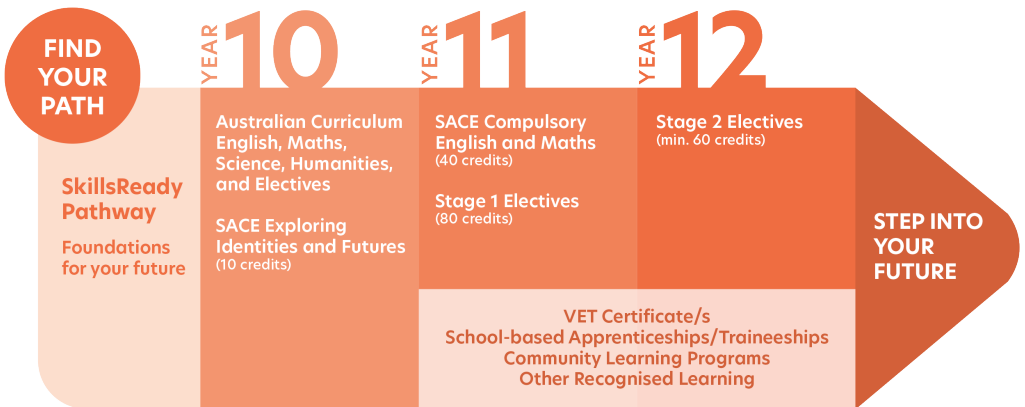 FIND
YOUR
PATH
SkillsReady
Pathway
Foundations
for your future
YEAR 10
Australian Curriculum
English, Maths,
Science, Humanities,
and Electives
SACE Exploring
Identities and Futures
(10 credits)
YEAR 11
SACE Compulsory
English and Maths
(40 credits)
Stage 1 Electives
(80 credits)
YEAR 12
Stage 2 Electives
(min. 60 credits)
VET Certificate/s
School-based Apprenticeships/Traineeships
Community Learning Programs
Other Recognised Learning
STEP INTO
YOUR
FUTURE